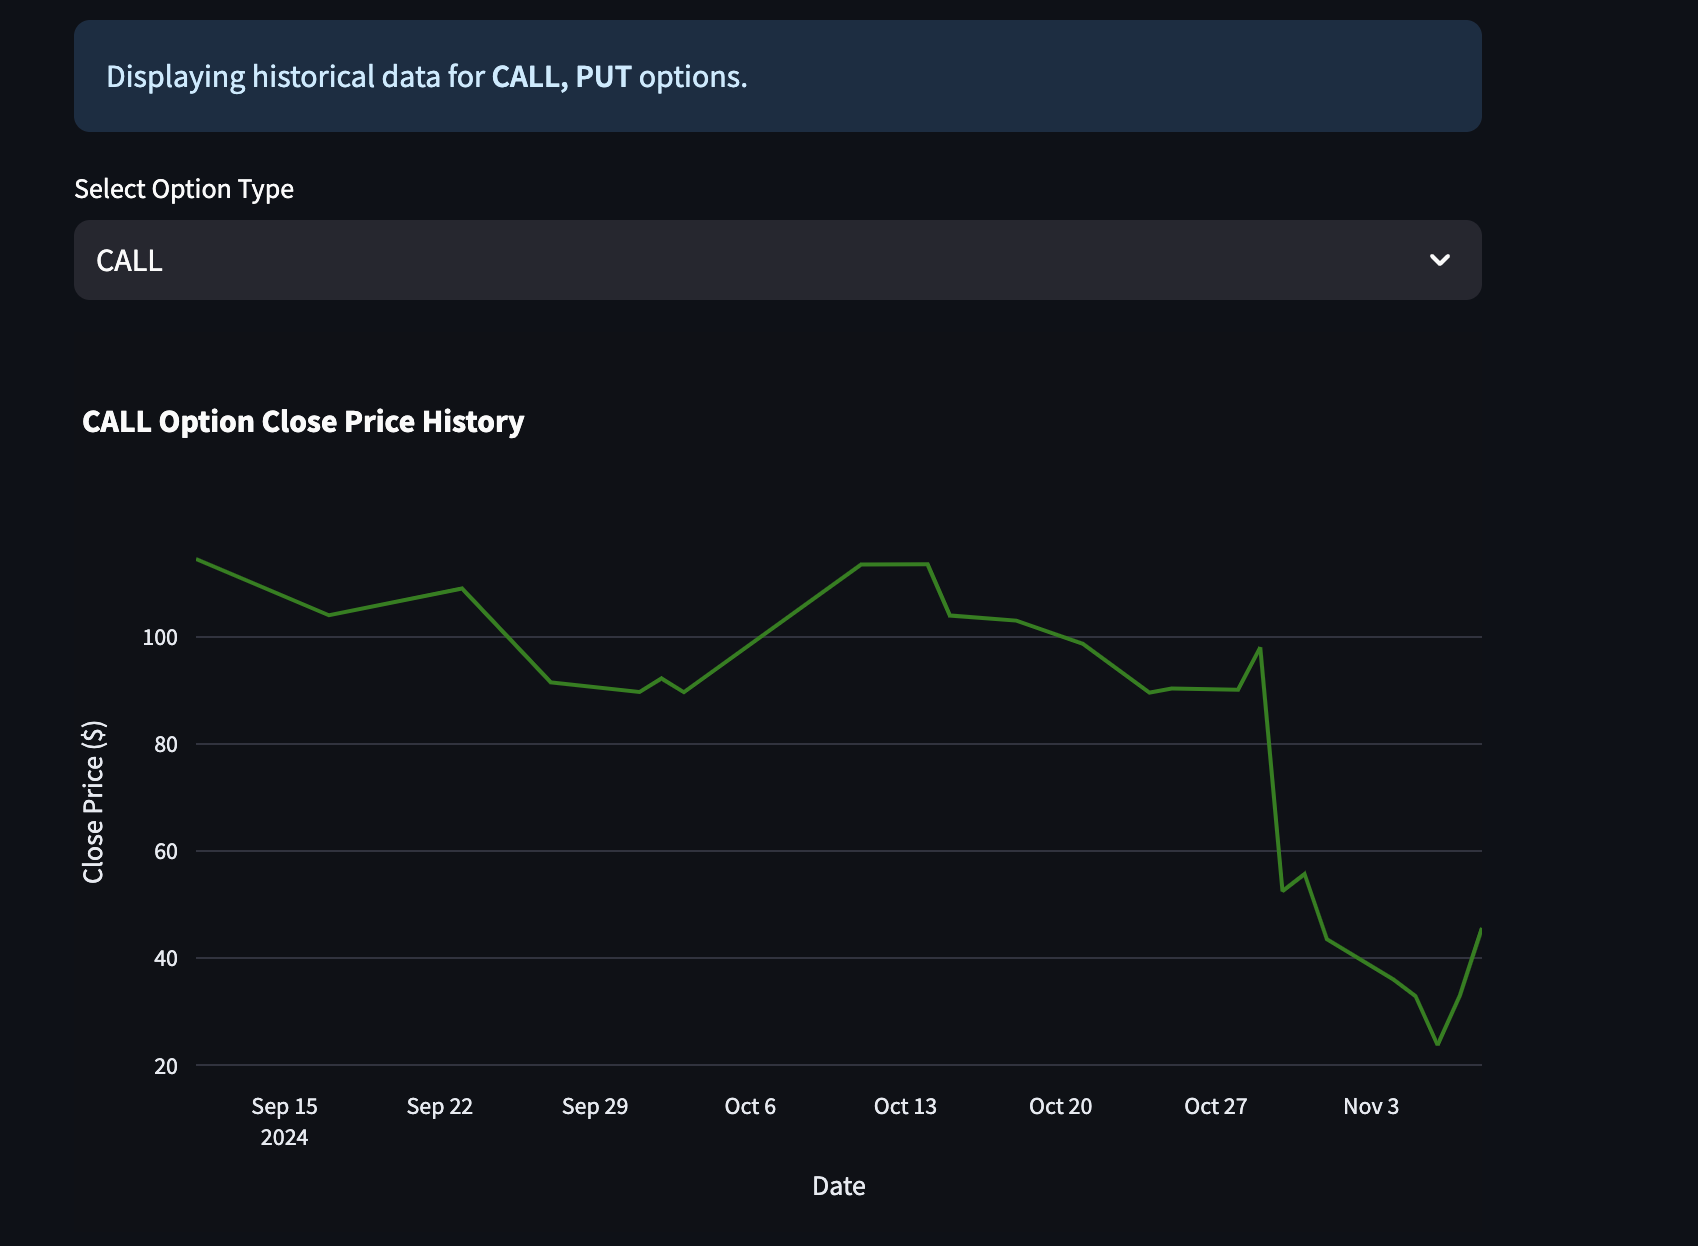 Displaying historical data for CALL, PUT options.
Select Option Type
CALL
CALL Option Close Price History
Close Price ($)
100
80
60
40
20
Sep 15
2024
Sep 22
Sep 29
Oct 6
Oct 13
Oct 20
Oct 27
Nov 3
Date